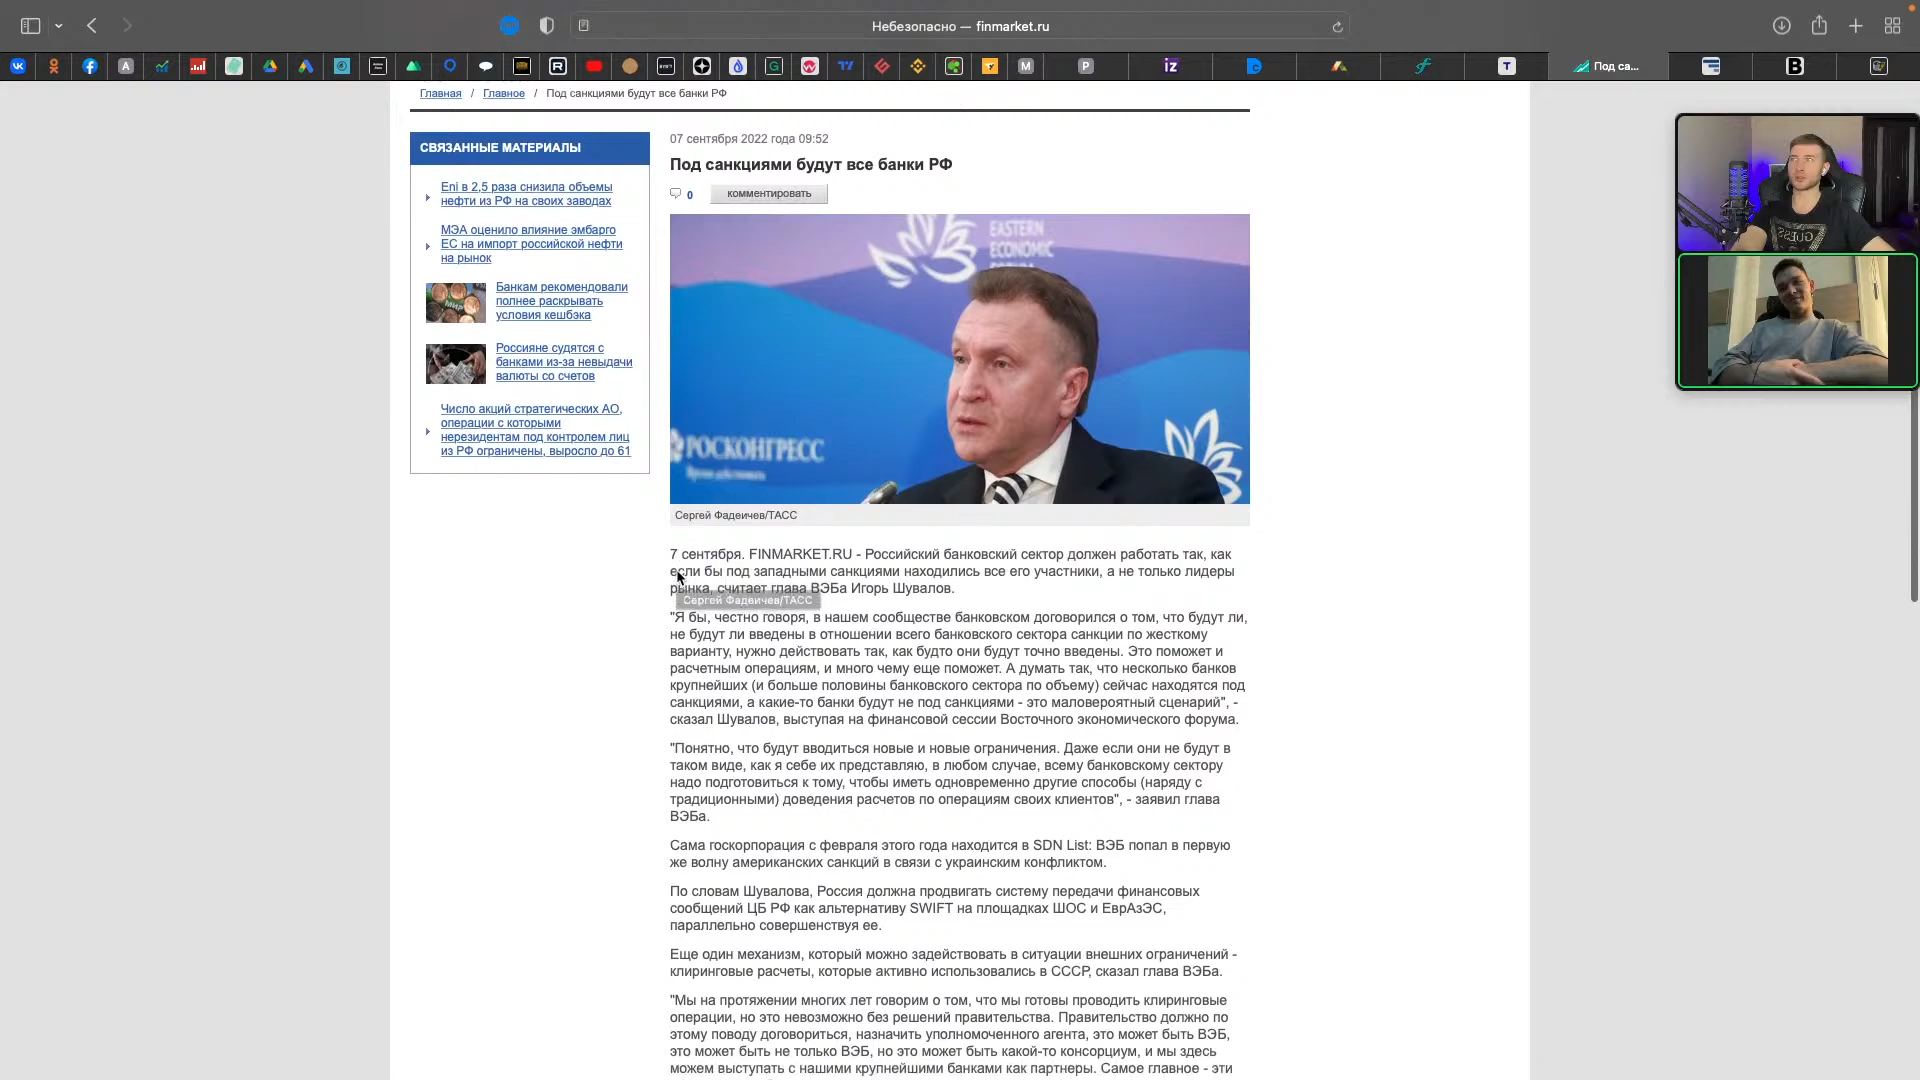 Небезопасно — finmarket.ru
Под са...
Главная / Главное / Под санкциями будут все банки РФ
СВЯЗАННЫЕ МАТЕРИАЛЫ
Eni в 2,5 раза снизила объемы
нефти из РФ на своих заводах
МЭА оценило влияние эмбарго
ЕС на импорт российской нефти
на рынок
Банкам рекомендовали
полнее раскрывать
условия кешбэка
Россияне судятся с
банками из-за невыдачи
валюты со счетов
Число акций стратегических АО,
операции с которыми
нерезидентам под контролем лиц
из РФ ограничены, выросло до 61
07 сентября 2022 года 09:52
Под санкциями будут все банки РФ
0 комментировать
EASTERN
ECONOMIC
РОСКОНГРЕСС
Сергей Фадеичев/ТАСС
7 сентября. FINMARKET.RU - Российский банковский сектор должен работать так, как
если бы под западными санкциями находились все его участники, а не только лидеры
рынка, считает глава ВЭБа Игорь Шувалов.
Сергей Фадеичев/ТАСС
"Я бы, честно говоря, в нашем сообществе банковском договорился о том, что будут ли,
не будут ли введены в отношении всего банковского сектора санкции по жесткому
варианту, нужно действовать так, как будто они будут точно введены. Это поможет и
расчетным операциям, и много чему еще поможет. А думать так, что несколько банков
крупнейших (и больше половины банковского сектора по объему) сейчас находятся под
санкциями, а какие-то банки будут не под санкциями - это маловероятный сценарий", -
сказал Шувалов, выступая на финансовой сессии Восточного экономического форума.
"Понятно, что будут вводиться новые и новые ограничения. Даже если они не будут в
таком виде, как я себе их представляю, в любом случае, всему банковскому сектору
надо подготовиться к тому, чтобы иметь одновременно другие способы (наряду с
традиционными) доведения расчетов по операциям своих клиентов", - заявил глава
ВЭБа.
Сама госкорпорация с февраля этого года находится в SDN List: ВЭБ попал в первую
же волну американских санкций в связи с украинским конфликтом.
По словам Шувалова, Россия должна продвигать систему передачи финансовых
сообщений ЦБ РФ как альтернативу SWIFT на площадках ШОС и ЕврАзЭС,
параллельно совершенствуя ее.
Еще один механизм, который можно задействовать в ситуации внешних ограничений -
клиринговые расчеты, которые активно использовались в СССР, сказал глава ВЭБа.
"Мы на протяжении многих лет говорим о том, что мы готовы проводить клиринговые
операции, но это невозможно без решений правительства. Правительство должно по
этому поводу договориться, назначить уполномоченного агента, это может быть ВЭБ,
это может быть не только ВЭБ, но это может быть какой-то консорциум, и мы здесь
можем выступать с нашими крупнейшими банками как партнеры. Самое главное - эти